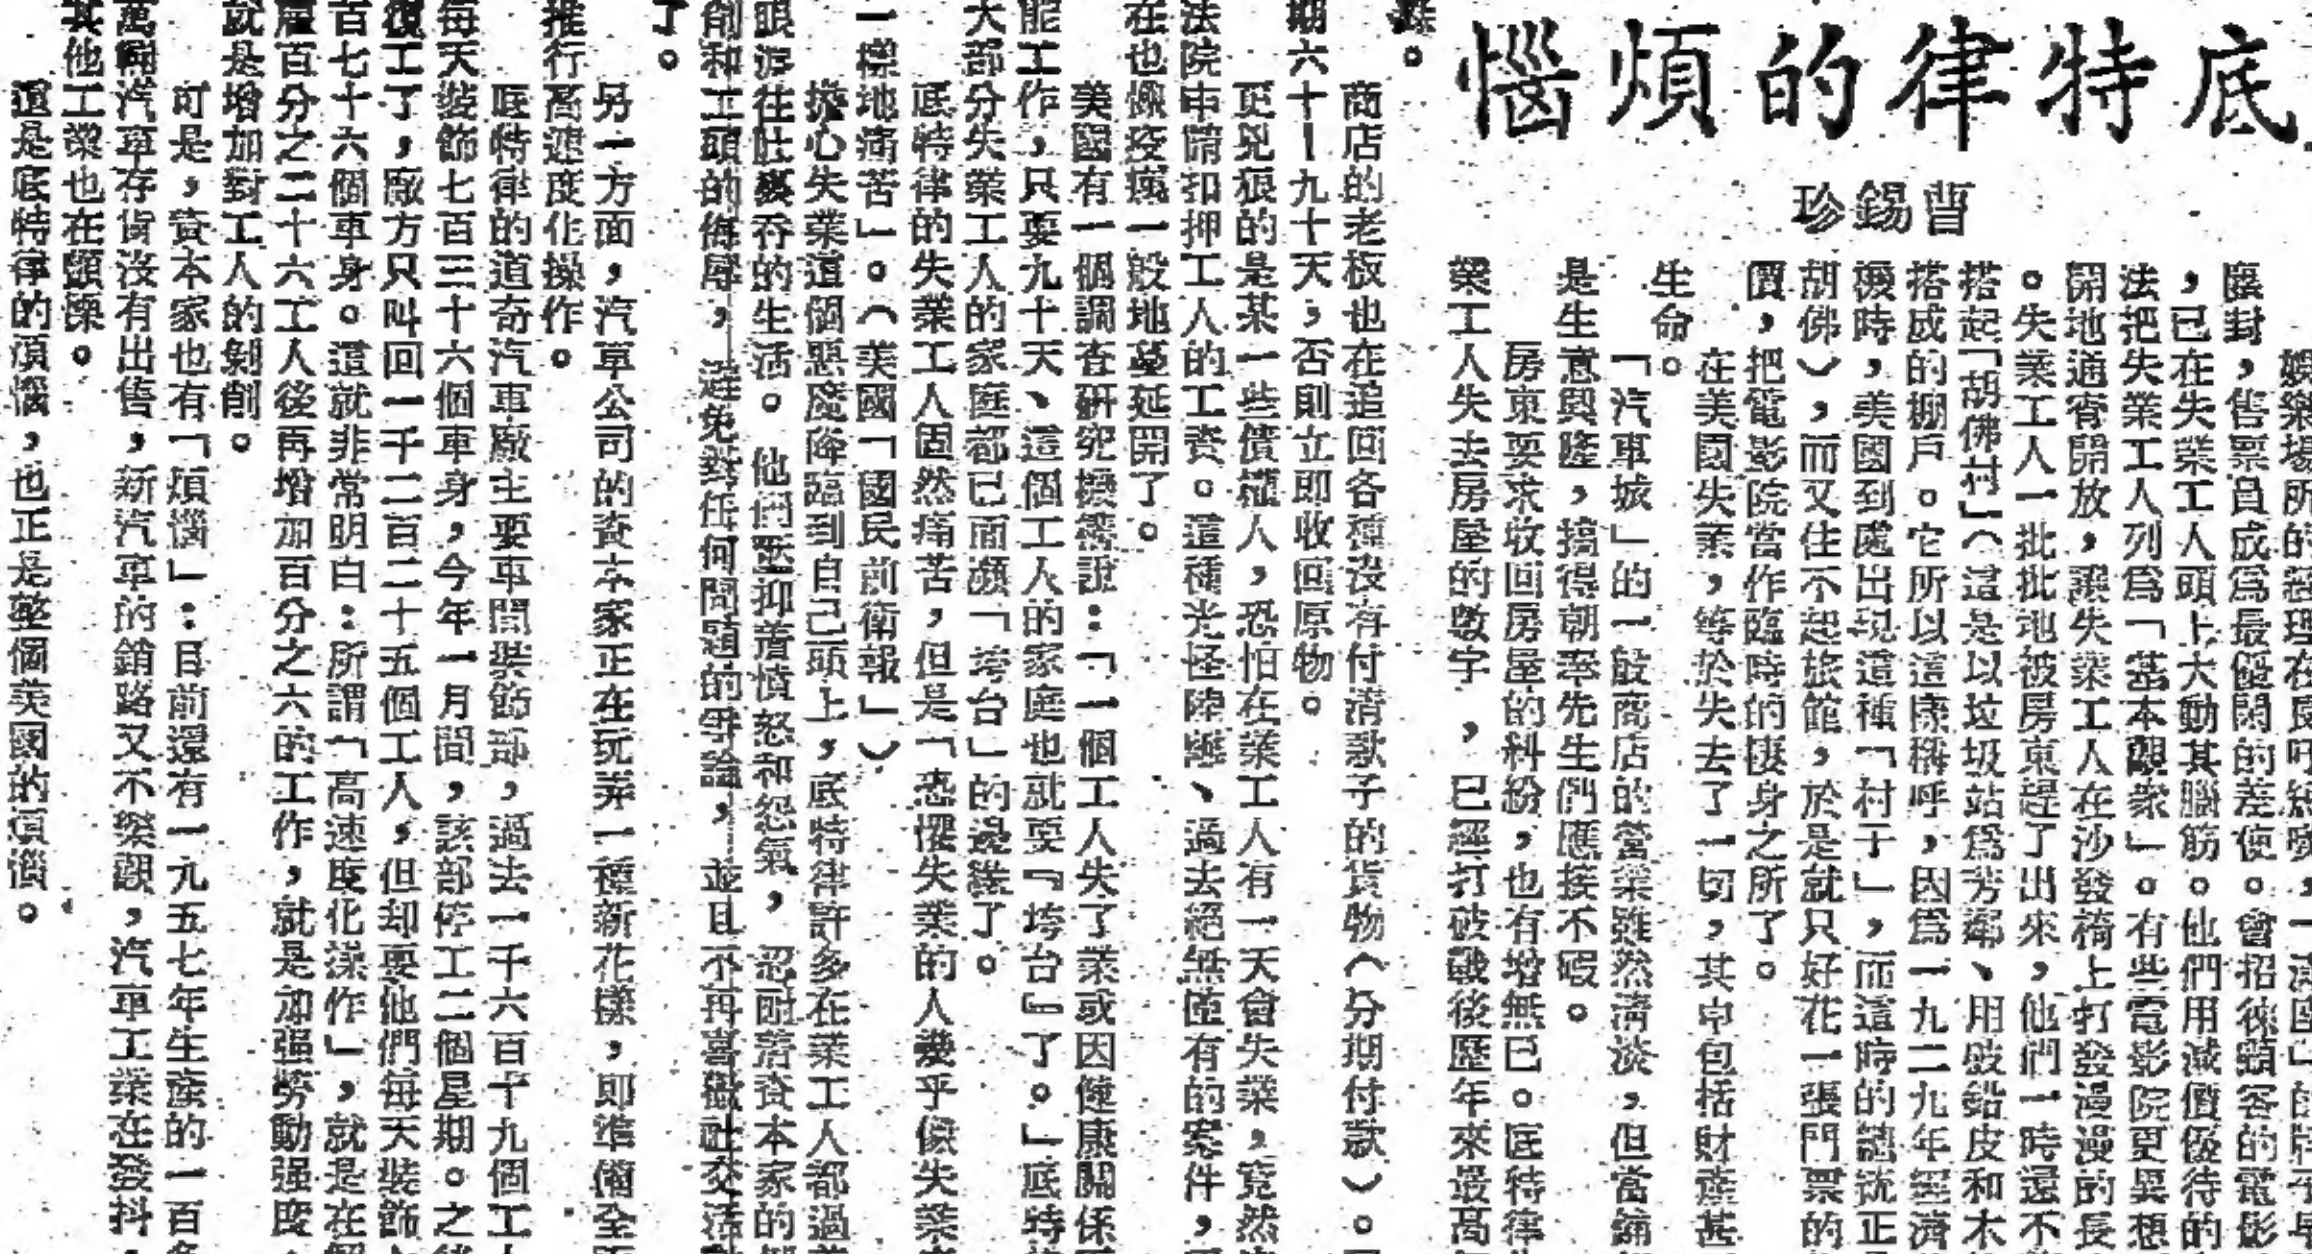 底特律的煩惱
曹錫珍
娛樂場所的經理在
塵封，售票員成爲最優閑的差使。曾招徠顧客的電影
，已在失業工人頭上大動其腦筋。他們用減價優待的
法把失業工人列爲「基本觀衆」。有些電影院更異想
開地通宵開放，讓失業工人在沙發椅上打發漫漫的長
。失業工人一批批地被房東趕了出來，他們一時還不
搭起「胡佛村」（這是以垃圾站爲芳鄰、用破鉛皮和木
搭成的棚戶。它所以這樣稱呼，因爲一九二九年經濟
機時，美國到處出現這種「村子」，而這時的總統正
胡佛），而又住不起旅館，於是就只好花一張門票的
價，把電影院當作臨時的棲身之所了。
在美國失業，等於失去了一切，其中包括財產甚
生命。
「汽車城」的一般商店的營業雖然清淡，但當鋪
是生意興隆，搞得朝奉先生們應接不暇。
房東要求收回房屋的糾紛，也有增無已。底特律
業工人失去房屋的數字，已經打破戰後歷年來最高
商店的老板也在追回各種沒有付清款子的貨物（分期付款）。
期六十—九十天，否則立即收回原物。
更兇狠的是某一些債權人，恐怕在業工人有一天會失業，竟然
法院中請扣押工人的工資。這種光怪陸離、過去絕無僅有的案件，
在也像疫癘一般地蔓延開了。
美國有一個調查研究機構說：「一個工人失了業或因健康關係
能工作，只要九十天、這個工人的家庭也就要『垮台』了。」底特
大部分失業工人的家庭都已面瀕「垮台」的邊緣了。
底特律的失業工人固然痛苦，但是「恐懼失業的人幾乎像失業
一樣地痛苦」。（美國「國民前衛報」）
擔心失業這個惡魔降臨到自己頭上，底特律許多在業工人都過着
眼淚往肚裏吞的生活。他們壓抑着憤怒和怨氣，忍耐着資本家的
削和工頭的侮辱，避免對任何問題的爭論，並且不再喜歡社交活
了。
另一方面，汽車公司的資本家正在玩弄一種新花樣，即準備全
推行高速度化操作。
底特律的道奇汽車廠主要車間裝飾部，過去一千六百十九個工
每天裝飾七百三十六個車身，今年一月間，該部停工二個星期。之
復工了，廠方只叫回一千二百二十五個工人，但却要他們每天裝飾
百七十六個車身。這就非常明白：所謂「高速度化操作」，就是在
雇百分之二十六工人後再增加百分之六的工作，就是加强勞動强度，
就是增加對工人的剝削。
可是，資本家也有「煩惱」：目前還有一九五七年生產的一百
萬輛汽車存貨沒有出售，新汽車的銷路又不樂觀，汽車工業在發抖，
其他工業也在顫慄。
這是底特律的煩惱，也正是整個美國的煩惱。